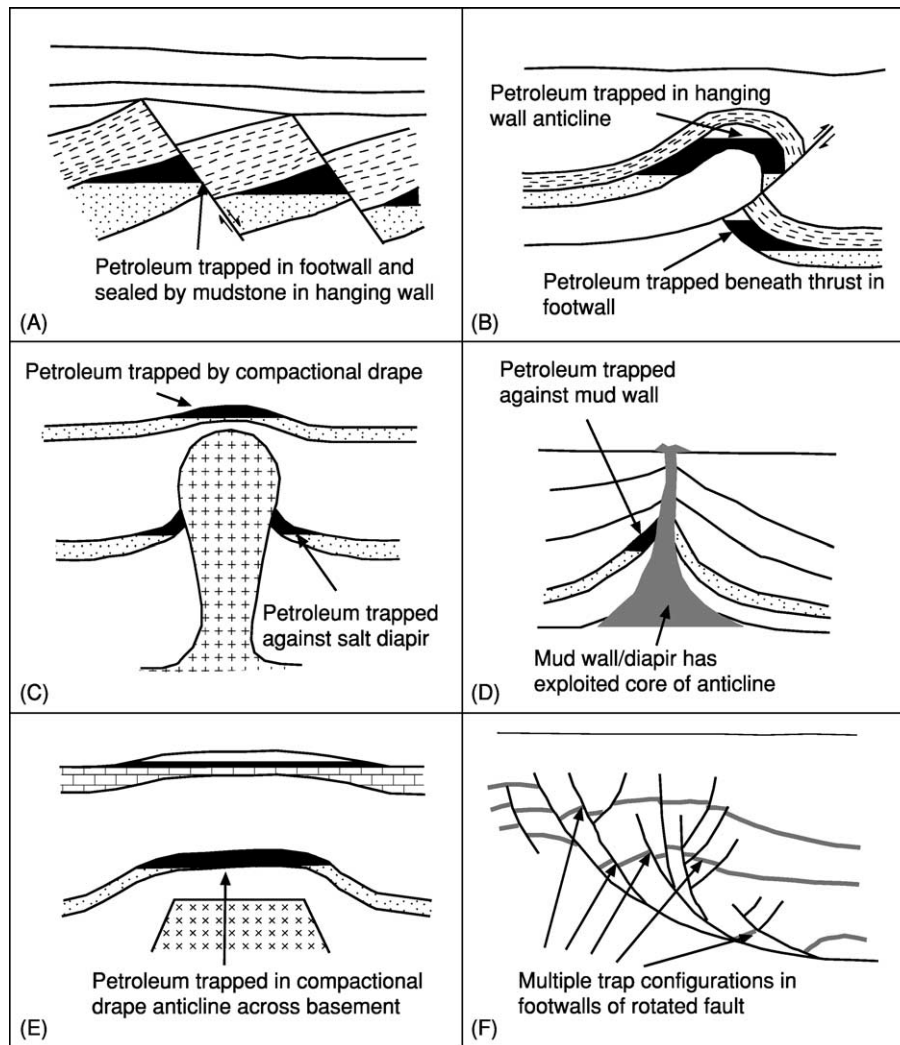 Petroleum trapped in footwall and
sealed by mudstone in hanging wall
(A)
Petroleum trapped in hanging
wall anticline
Petroleum trapped beneath thrust in
footwall
(B)
Petroleum trapped by compactional drape
Petroleum trapped
against salt diapir
(C)
Petroleum trapped
against mud wall
Mud wall/diapir has
exploited core of anticline
(D)
Petroleum trapped in compactional
drape anticline across basement
(E)
Multiple trap configurations in
footwalls of rotated fault
(F)